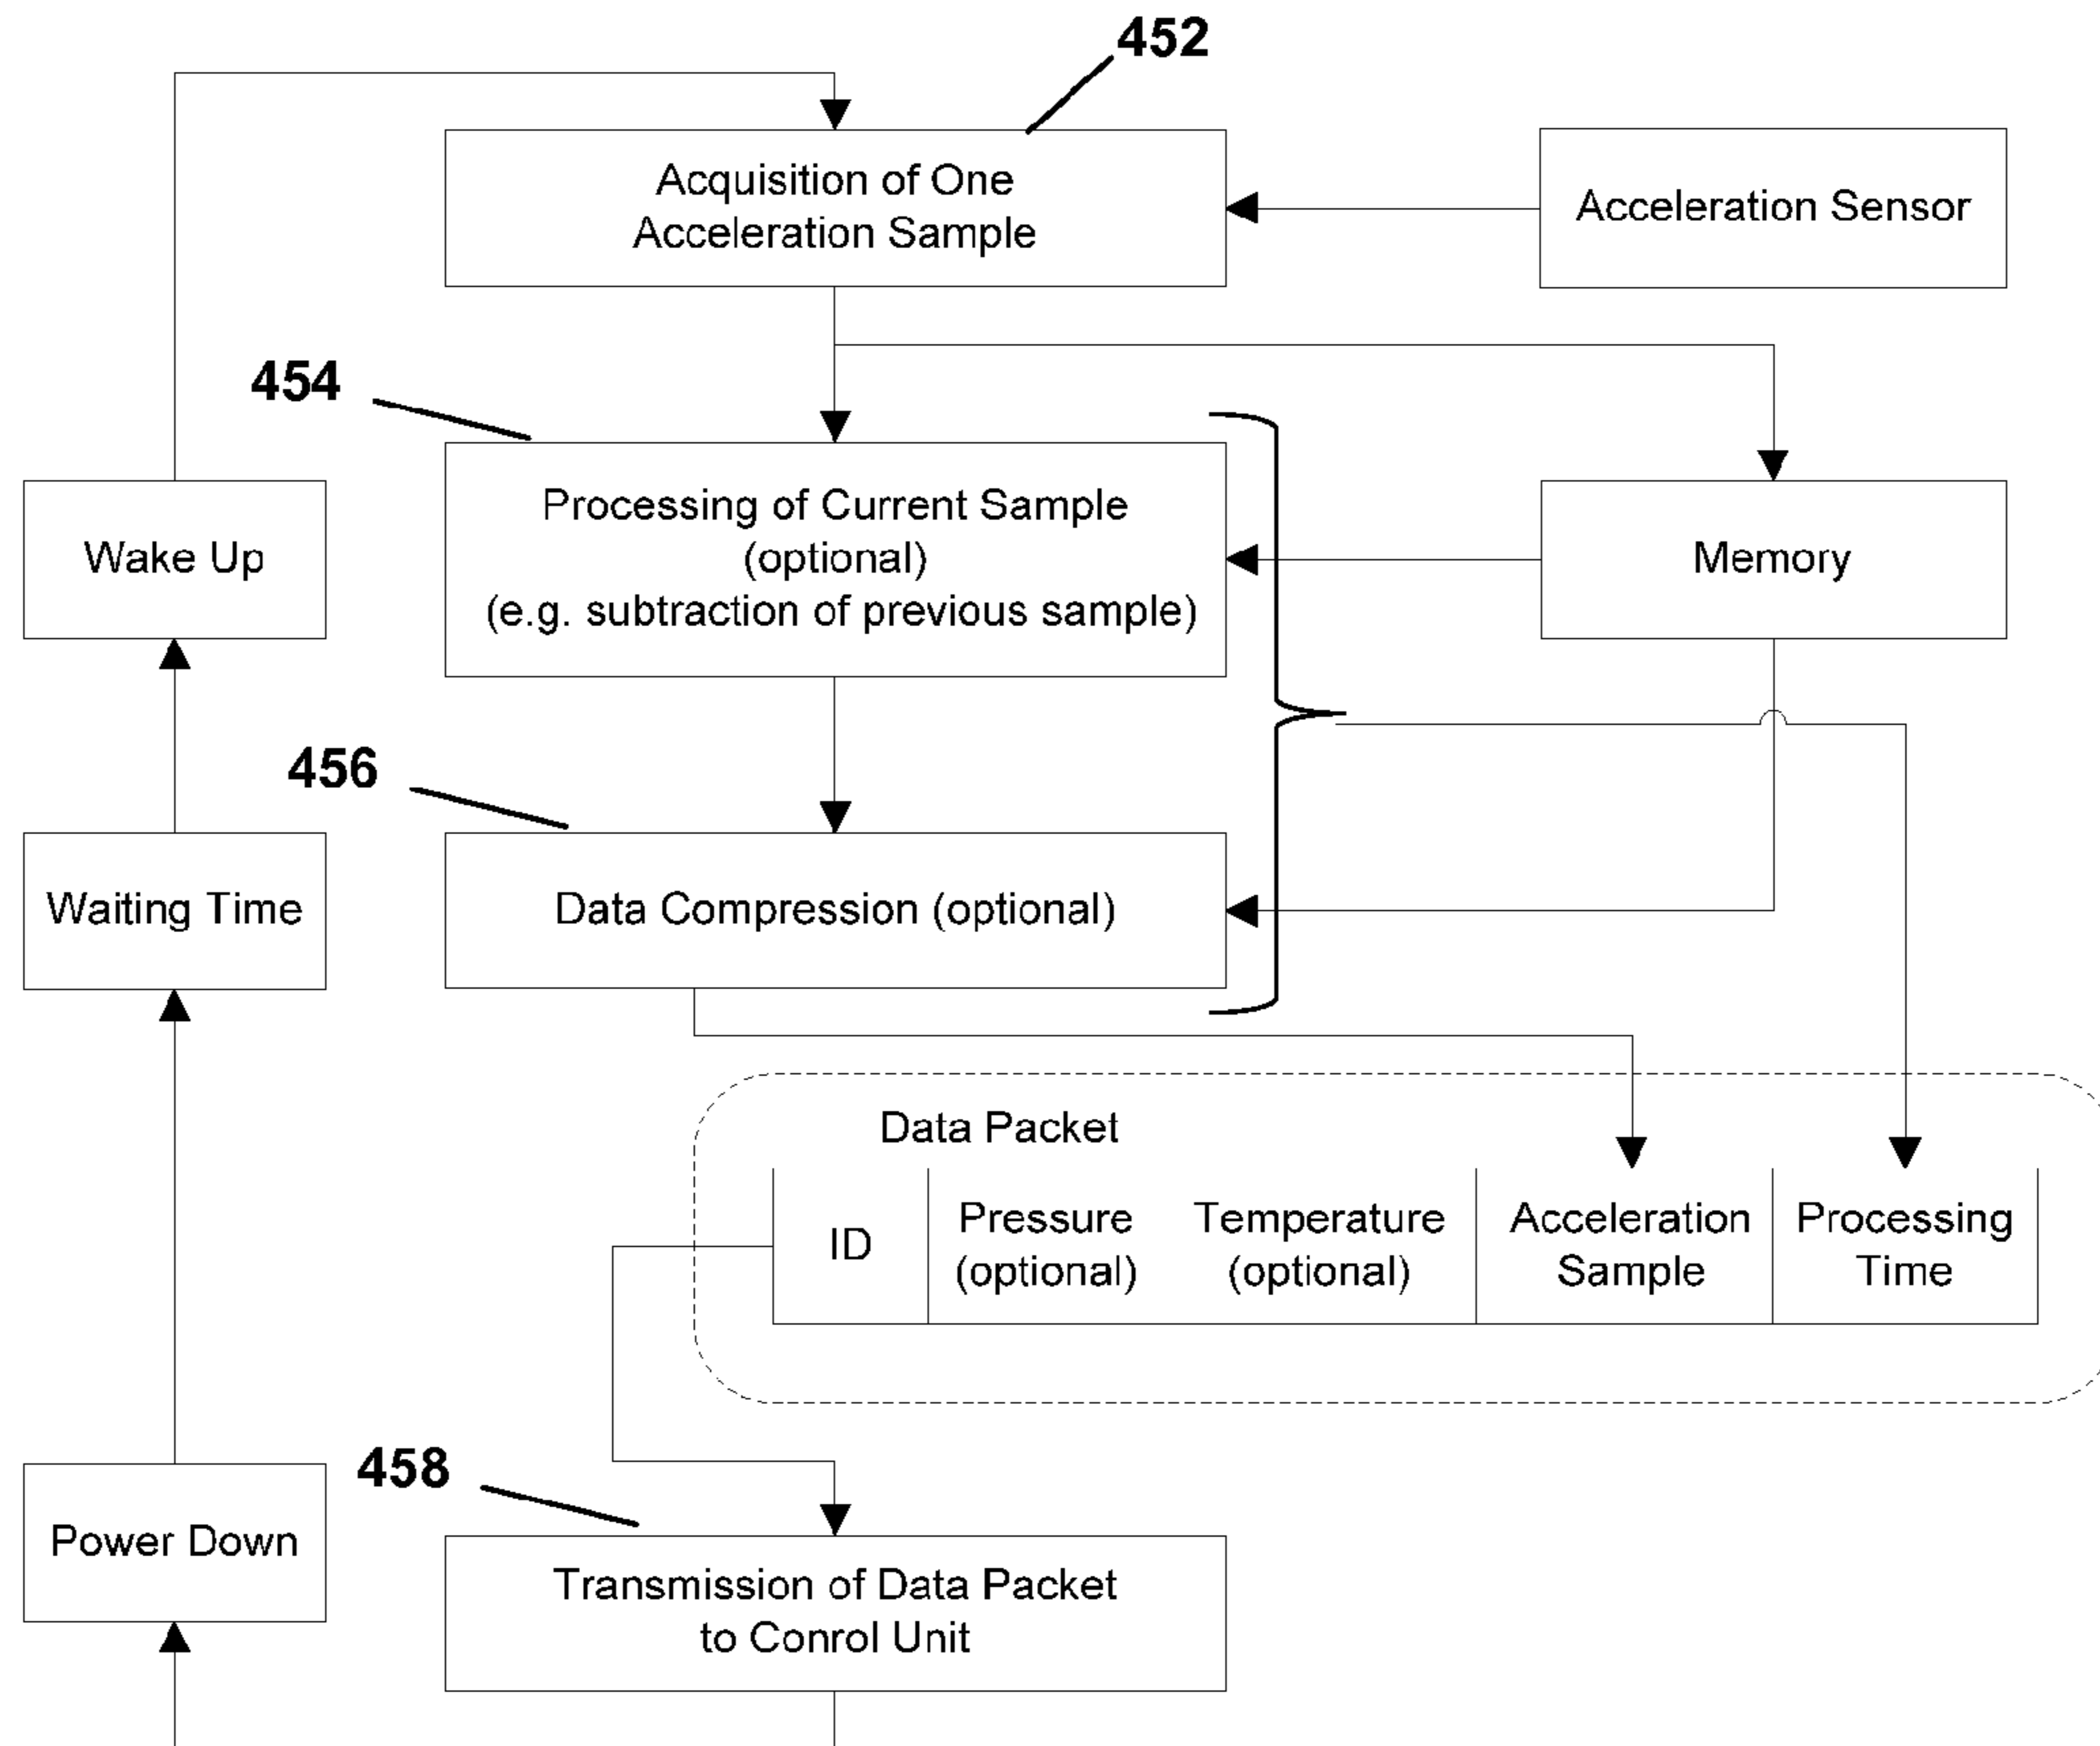 452
Acquisition of One
Acceleration Sample
Acceleration Sensor
454
Processing of Current Sample
(optional)
(e.g. subtraction of previous sample)
Wake Up
Memory
456
Waiting Time
Data Compression (optional)
Data Packet
ID
Pressure
(optional)
Temperature
(optional)
Acceleration
Sample
Processing
Time
458
Power Down
Transmission of Data Packet
to Conrol Unit